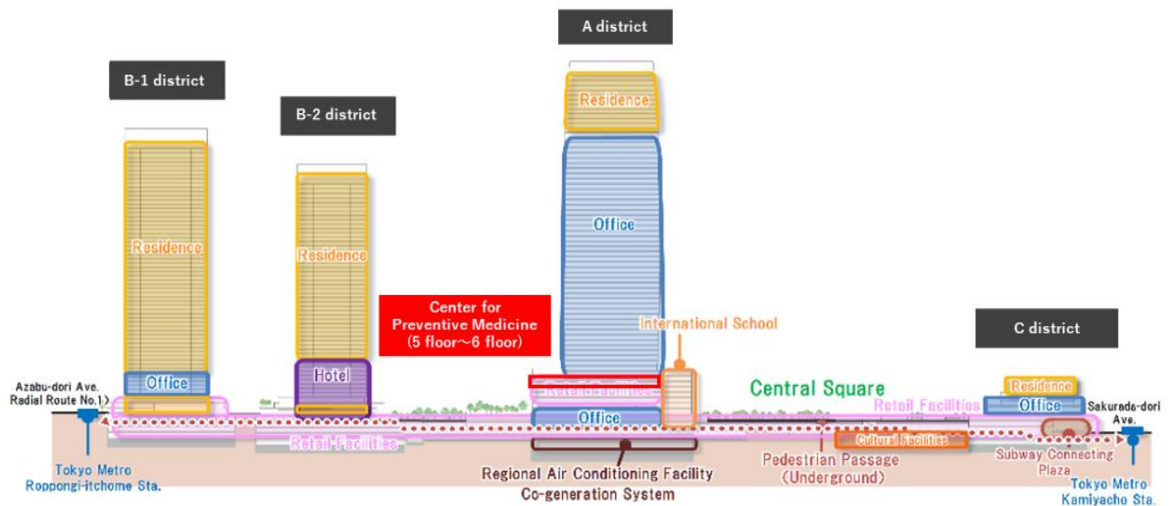 A district
B-1 district
B-2 district
Residence
Residence
Residence
Office
Center for
Preventive Medicine
(5 floor～6 floor)
International School
C district
Office
Hotel
Retail Facilities
Central Square
Residence
Azabu-dori Ave.
Radial Route No.1)
Office
Retail Facilities
Office
Sakurada-dori
Ave.
Retail Facilities
Cultural Facilities
Tokyo Metro
Roppongi-itchome Sta.
Regional Air Conditioning Facility
Co-generation System
Pedestrian Passage
(Underground)
Subway Connecting
Plaza
Tokyo Metro
Kamiyacho Sta.